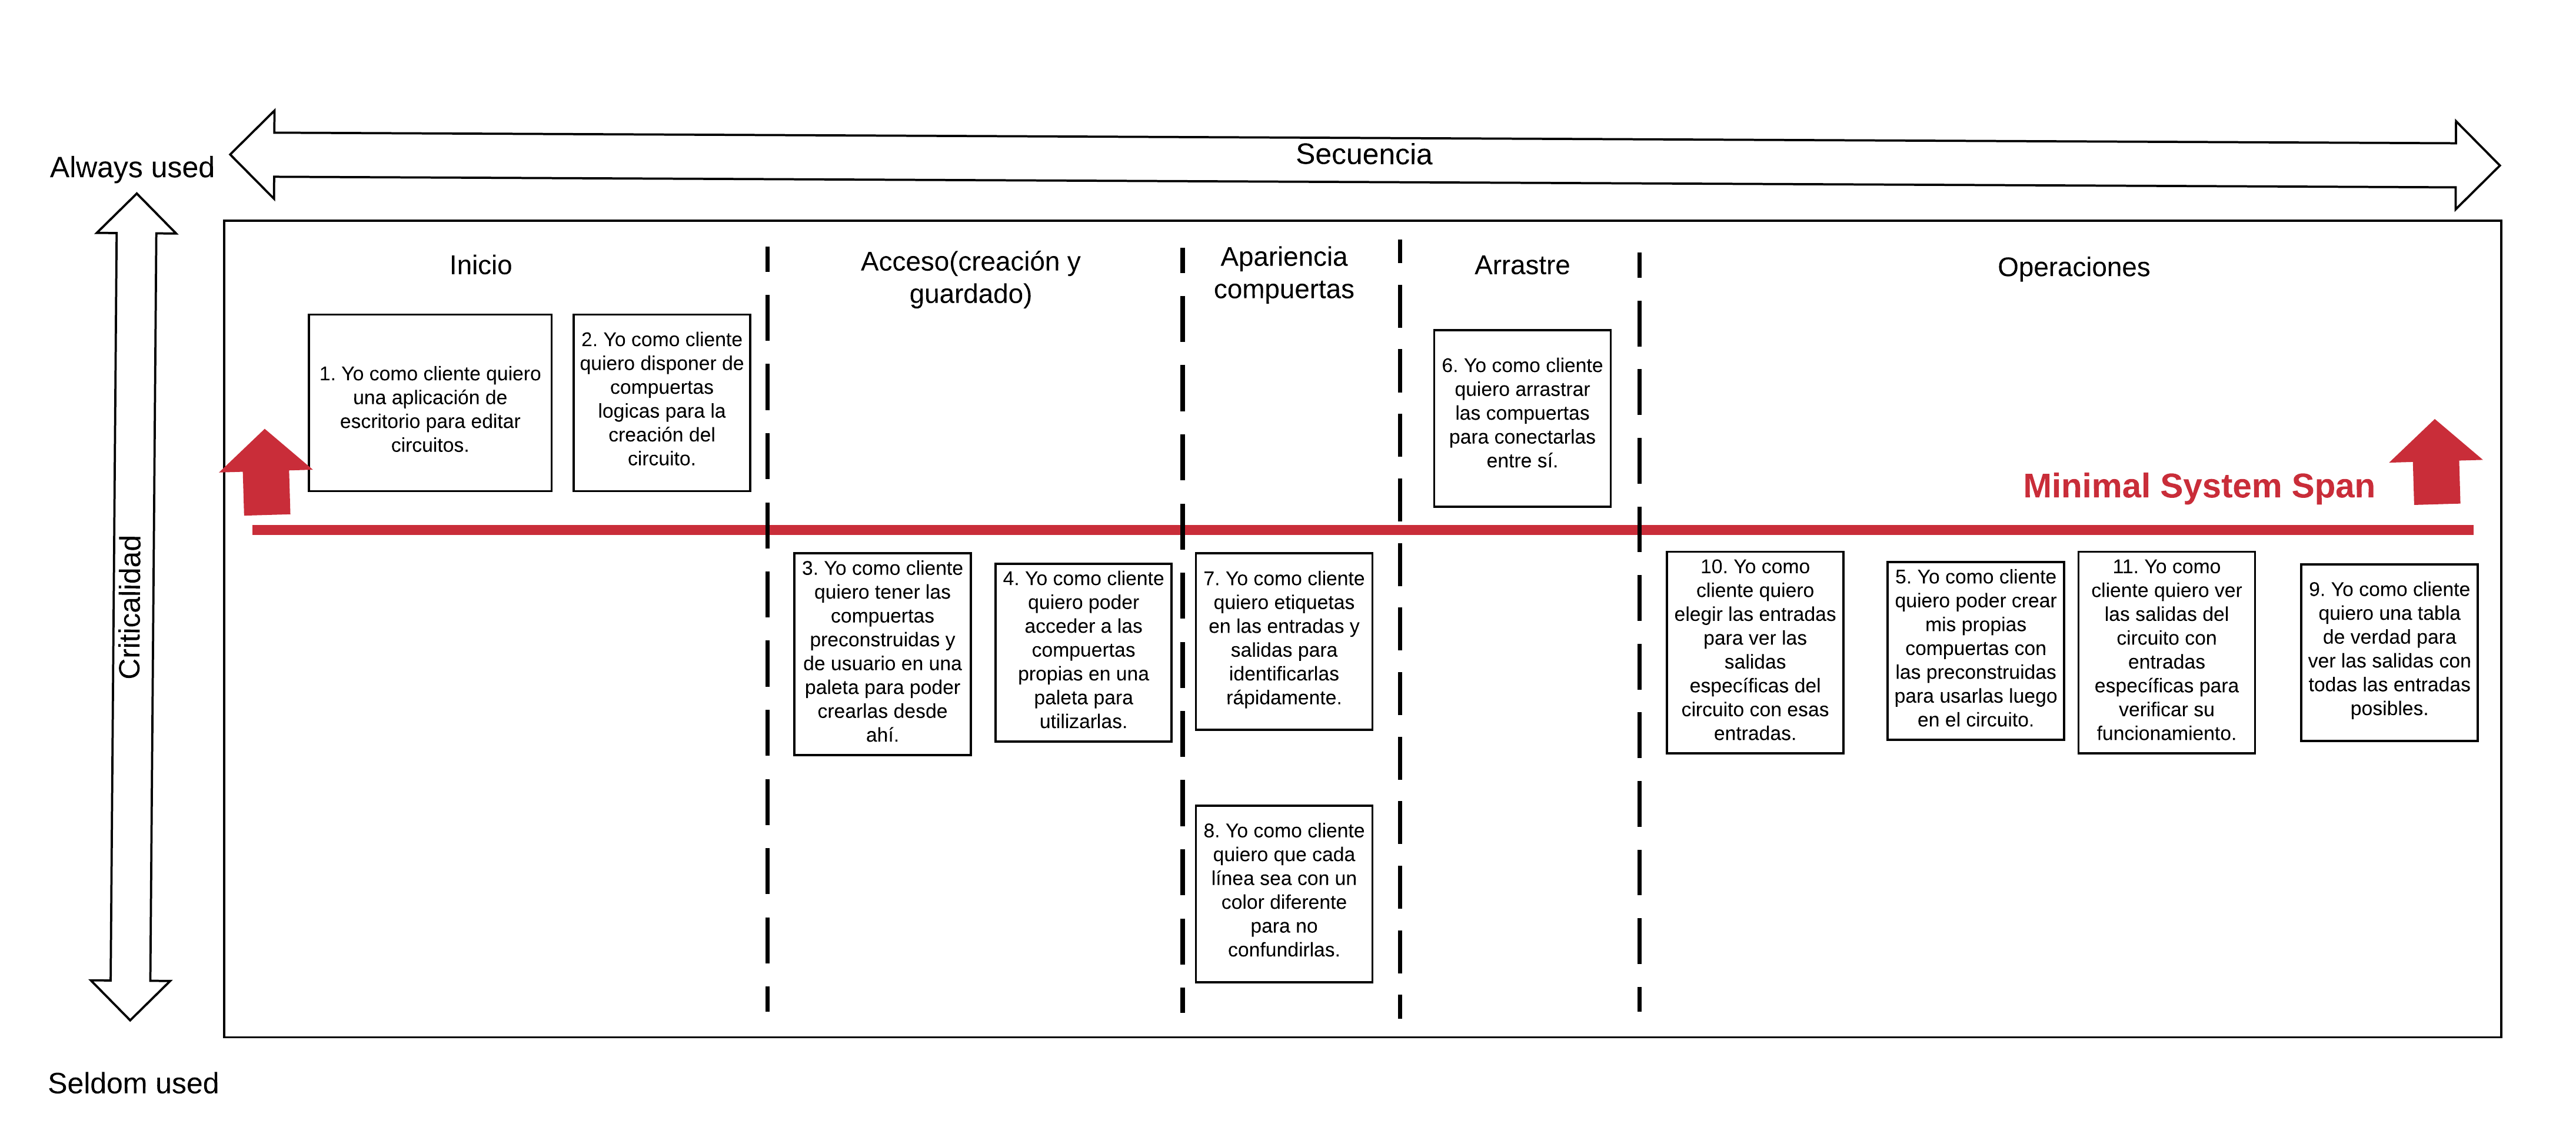 Secuencia
Always used
Criticalidad
Seldom used
Inicio
Acceso(creación y
guardado)
Apariencia
compuertas
Arrastre
Operaciones
1. Yo como cliente quiero
una aplicación de
escritorio para editar
circuitos.
2. Yo como cliente
quiero disponer de
compuertas
logicas para la
creación del
circuito.
6. Yo como cliente
quiero arrastrar
las compuertas
para conectarlas
entre sí.
Minimal System Span
3. Yo como cliente
quiero tener las
compuertas
preconstruidas y
de usuario en una
paleta para poder
crearlas desde
ahí.
4. Yo como cliente
quiero poder
acceder a las
compuertas
propias en una
paleta para
utilizarlas.
7. Yo como cliente
quiero etiquetas
en las entradas y
salidas para
identificarlas
rápidamente.
10. Yo como
cliente quiero
elegir las entradas
para ver las
salidas
específicas del
circuito con esas
entradas.
5. Yo como cliente
quiero poder crear
mis propias
compuertas con
las preconstruidas
para usarlas luego
en el circuito.
11. Yo como
cliente quiero ver
las salidas del
circuito con
entradas
específicas para
verificar su
funcionamiento.
9. Yo como cliente
quiero una tabla
de verdad para
ver las salidas con
todas las entradas
posibles.
8. Yo como cliente
quiero que cada
línea sea con un
color diferente
para no
confundirlas.